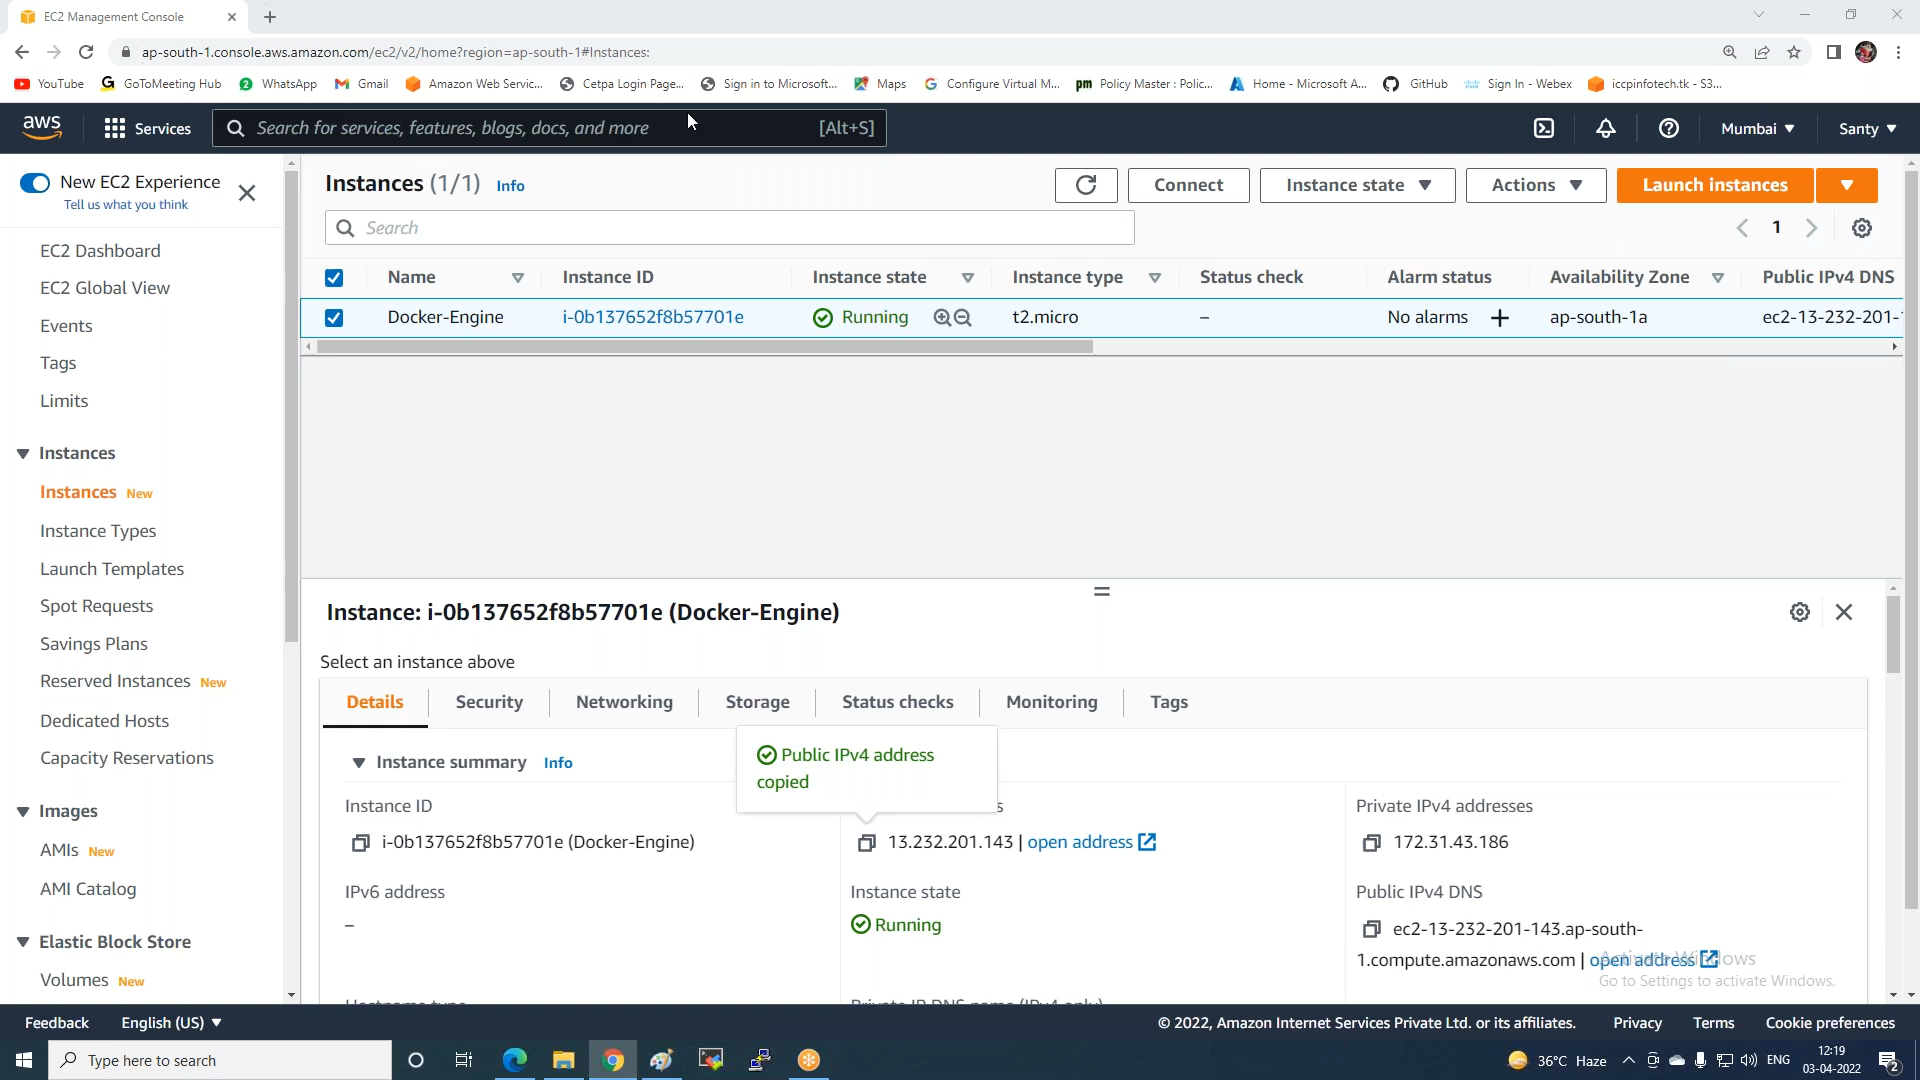 EC2 Management Console
ap-south-1.console.aws.amazon.com/ec2/v2/home?region=ap-south-1#Instances:
YouTube GoToMeeting Hub WhatsApp Gmail Amazon Web Servic... Cetpa Login Page... Sign in to Microsoft... Maps Configure Virtual M... pm Policy Master : Polic... Home - Microsoft A... GitHub Sign In - Webex iccpinfotech.tk - S3...
aws Services Search for services, features, blogs, docs, and more [Alt+S] Mumbai ▼ Santy ▼
New EC2 Experience
Tell us what you think
EC2 Dashboard
EC2 Global View
Events
Tags
Limits
Instances
Instances New
Instance Types
Launch Templates
Spot Requests
Savings Plans
Reserved Instances New
Dedicated Hosts
Capacity Reservations
Images
AMIs New
AMI Catalog
Elastic Block Store
Volumes New
Instances (1/1) Info
Connect Instance state ▼ Actions ▼ Launch instances ▼
Search
1
Name Instance ID Instance state Instance type Status check Alarm status Availability Zone Public IPv4 DNS
Docker-Engine i-0b137652f8b57701e Running t2.micro – No alarms + ap-south-1a ec2-13-232-201-
Instance: i-0b137652f8b57701e (Docker-Engine)
Select an instance above
Details Security Networking Storage Status checks Monitoring Tags
Public IPv4 address
copied
Instance summary Info
Instance ID
i-0b137652f8b57701e (Docker-Engine)
s
13.232.201.143 | open address
Private IPv4 addresses
172.31.43.186
IPv6 address
–
Instance state
Running
Public IPv4 DNS
ec2-13-232-201-143.ap-south-
1.compute.amazonaws.com | open address
Activate Windows
Go to Settings to activate Windows.
Hostname type
Private IP DNS name (IPv4 only)
Feedback English (US) ▼ © 2022, Amazon Internet Services Private Ltd. or its affiliates. Privacy Terms Cookie preferences
Type here to search
36°C Haze ENG
12:19
03-04-2022
2